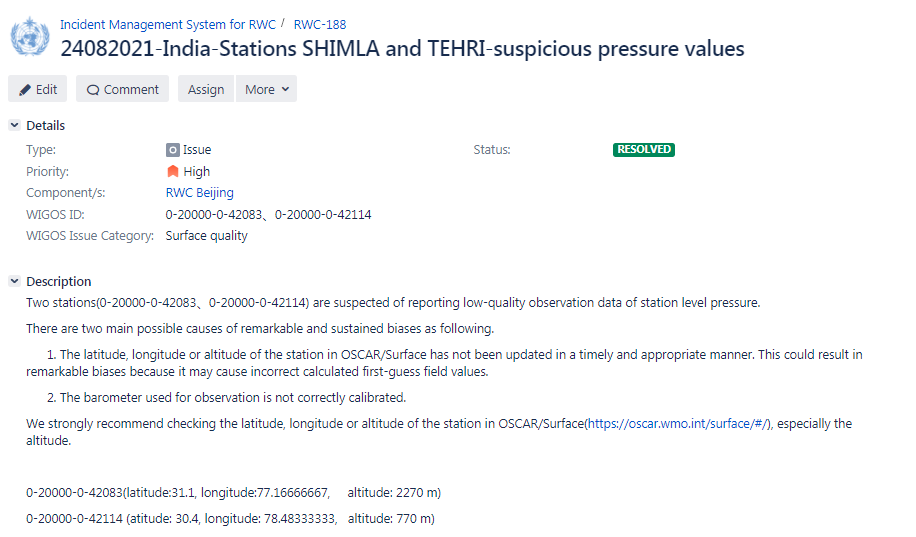 Incident Management System for RWC / RWC-188
24082021-India-Stations SHIMLA and TEHRI-suspicious pressure values
Edit Comment Assign More
Details
Type: Issue Status: RESOLVED
Priority: High
Component/s: RWC Beijing
WIGOS ID: 0-20000-0-42083、0-20000-0-42114
WIGOS Issue Category: Surface quality
Description
Two stations(0-20000-0-42083、0-20000-0-42114) are suspected of reporting low-quality observation data of station level pressure.
There are two main possible causes of remarkable and sustained biases as following.
1. The latitude, longitude or altitude of the station in OSCAR/Surface has not been updated in a timely and appropriate manner. This could result in
remarkable biases because it may cause incorrect calculated first-guess field values.
2. The barometer used for observation is not correctly calibrated.
We strongly recommend checking the latitude, longitude or altitude of the station in OSCAR/Surface(https://oscar.wmo.int/surface/#/), especially the
altitude.
0-20000-0-42083(latitude:31.1, longitude:77.16666667, altitude: 2270 m)
0-20000-0-42114 (atitude: 30.4, longitude: 78.48333333, altitude: 770 m)